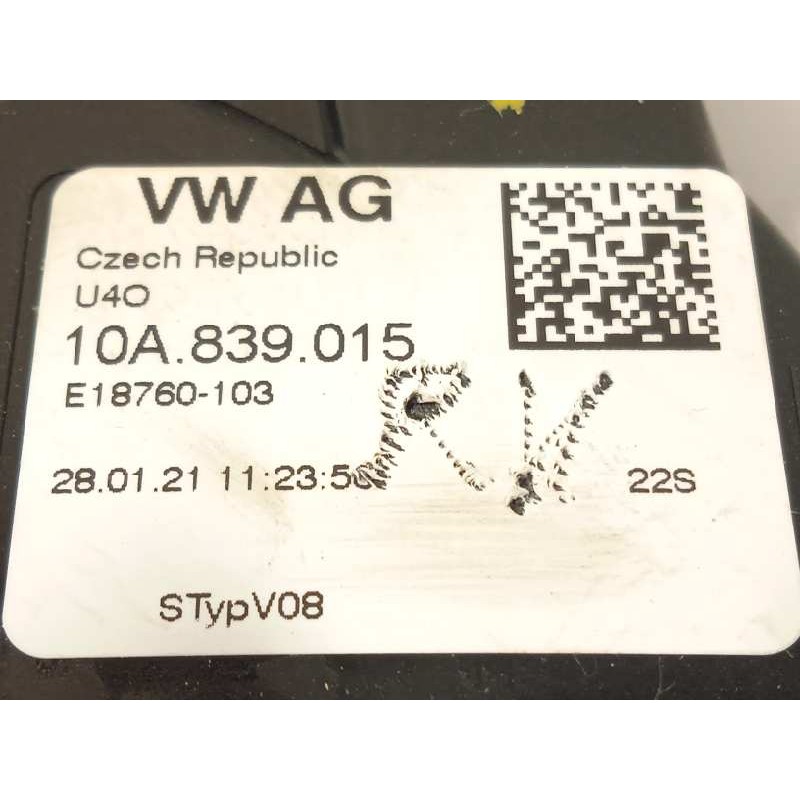 VW AG
Czech Republic
U4O
10A.839.015
E18760-103
28.01.21 11:23:5
22S
STypV08